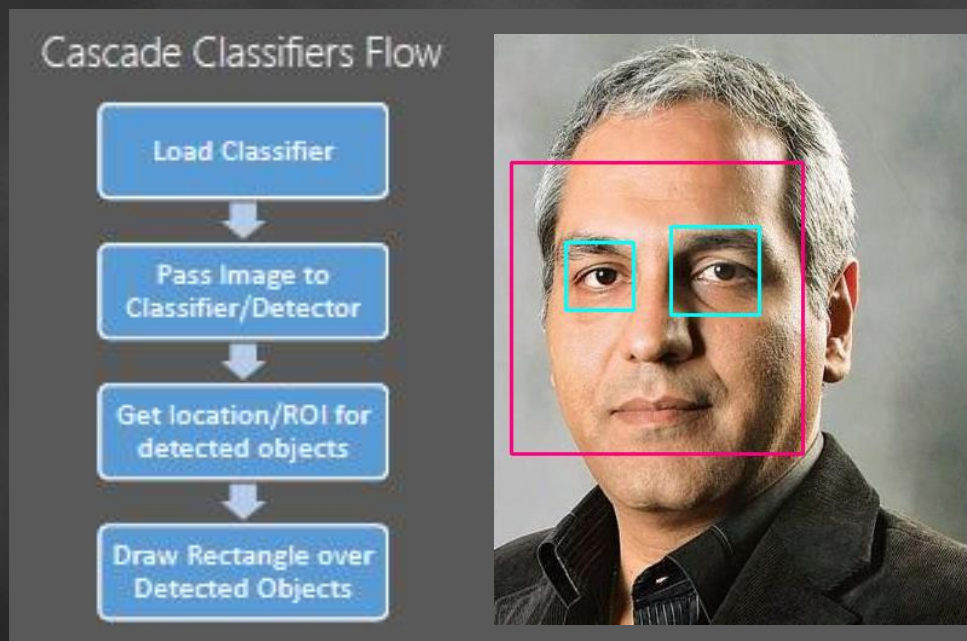 Cascade Classifiers Flow
Load Classifier
Pass Image to
Classifier/Detector
Get location/ROI for
detected objects
Draw Rectangle over
Detected Objects